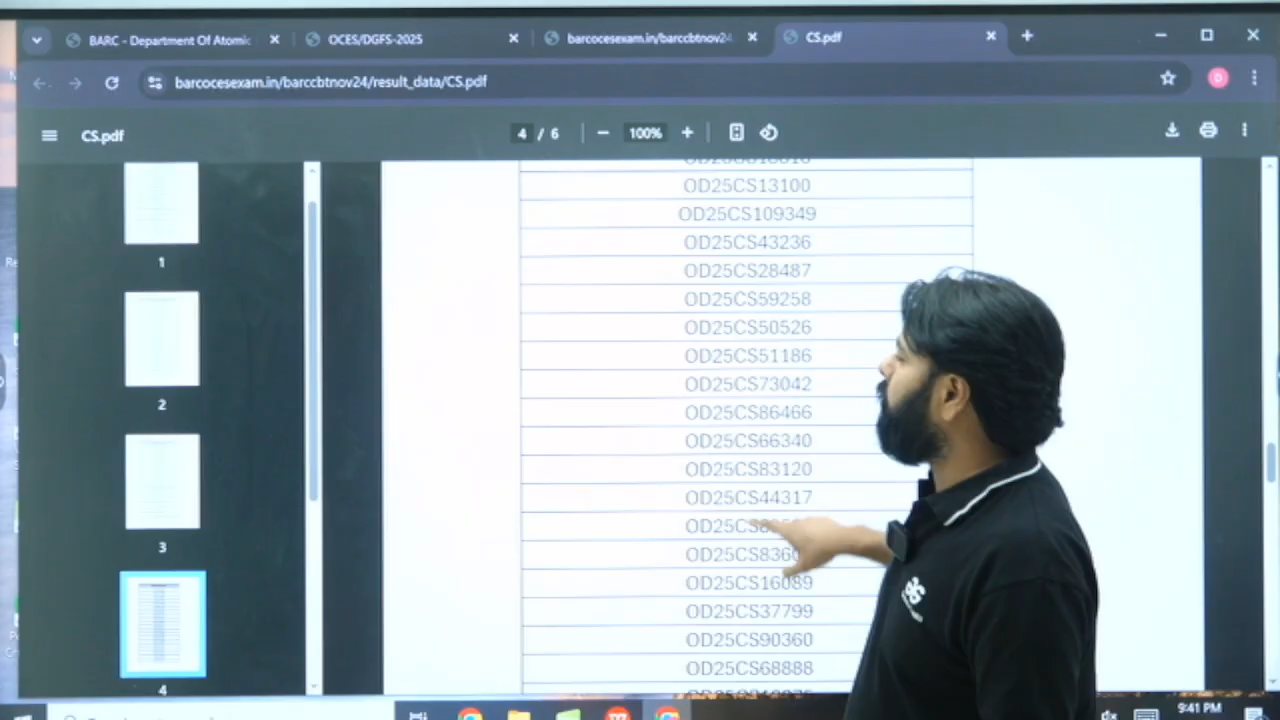 BARC - Department Of Atomic
OCES/DGFS-2025
barcocesexam.in/barccbtnov24
CS.pdf
barcocesexam.in/barccbtnov24/result_data/CS.pdf
D
CS.pdf
4 / 6
100%
OD25CS13100
OD25CS109349
OD25CS43236
OD25CS28487
OD25CS59258
OD25CS50526
OD25CS51186
OD25CS73042
OD25CS86466
OD25CS66340
OD25CS83120
OD25CS44317
OD25CS16089
OD25CS37799
OD25CS90360
OD25CS68888
1
2
3
4
9:41 PM